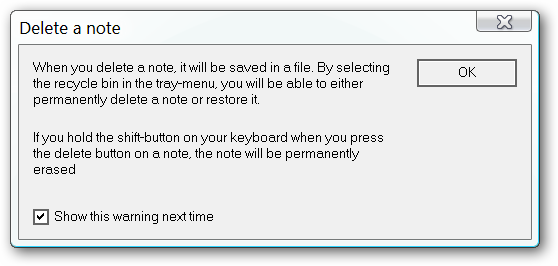 Delete a note
When you delete a note, it will be saved in a file. By selecting
the recycle bin in the tray-menu, you will be able to either
permanently delete a note or restore it.
OK
If you hold the shift-button on your keyboard when you press
the delete button on a note, the note will be permanently
erased
Show this warning next time